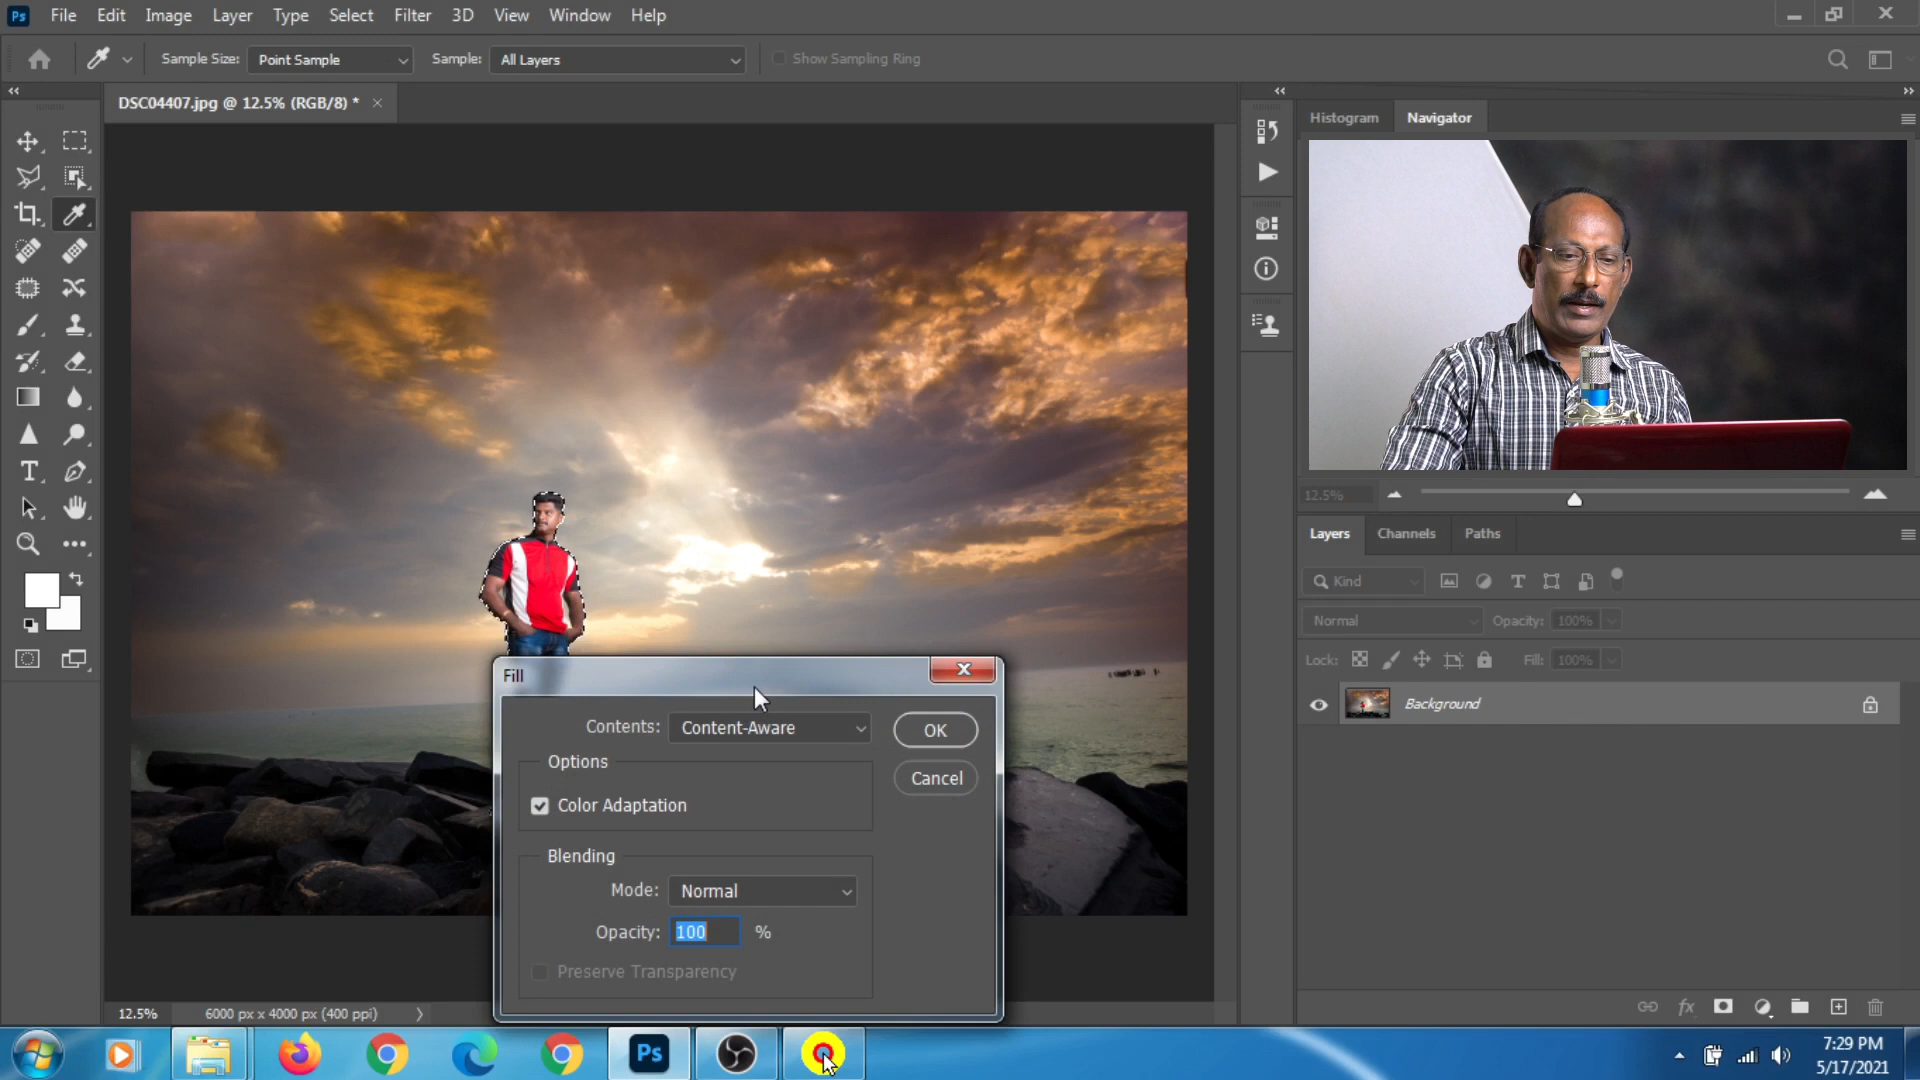 Ps File Edit Image Layer Type Select Filter 3D View Window Help
Sample Size: Point Sample Sample: All Layers Show Sampling Ring
DSC04407.jpg @ 12.5% (RGB/8) *
Histogram Navigator
12.5%
Layers Channels Paths
Kind
Normal Opacity: 100%
Lock: Fill: 100%
Background
Fill
Contents: Content-Aware OK
Options
Cancel
Color Adaptation
Blending
Mode: Normal
Opacity: 100 %
Preserve Transparency
12.5% 6000 px x 4000 px (400 ppi)
Ps
7:29 PM
5/17/2021